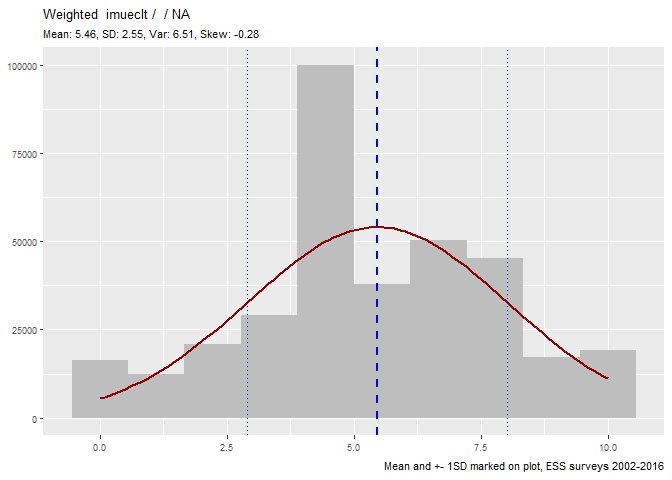 Weighted  imueclt /  / NA
Mean: 5.46, SD: 2.55, Var: 6.51, Skew: -0.28
100000
75000
50000
25000
0
0.0 2.5 5.0 7.5 10.0
Mean and +- 1SD marked on plot, ESS surveys 2002-2016